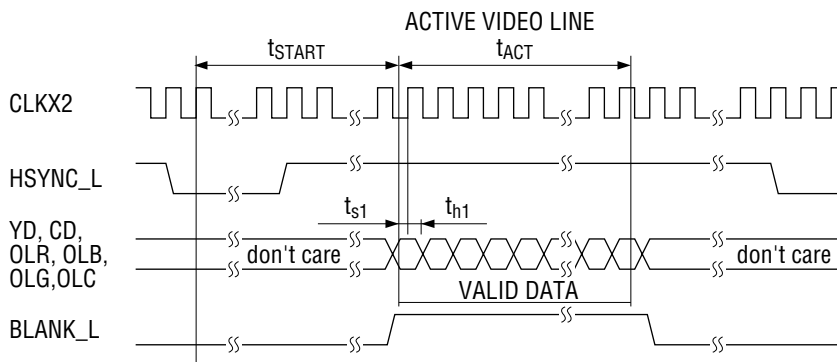 ACTIVE VIDEO LINE
tSTART tACT
CLKX2
HSYNC_L
ts1 th1
YD, CD,
OLR, OLB,
OLG,OLC
don't care don't care
VALID DATA
BLANK_L